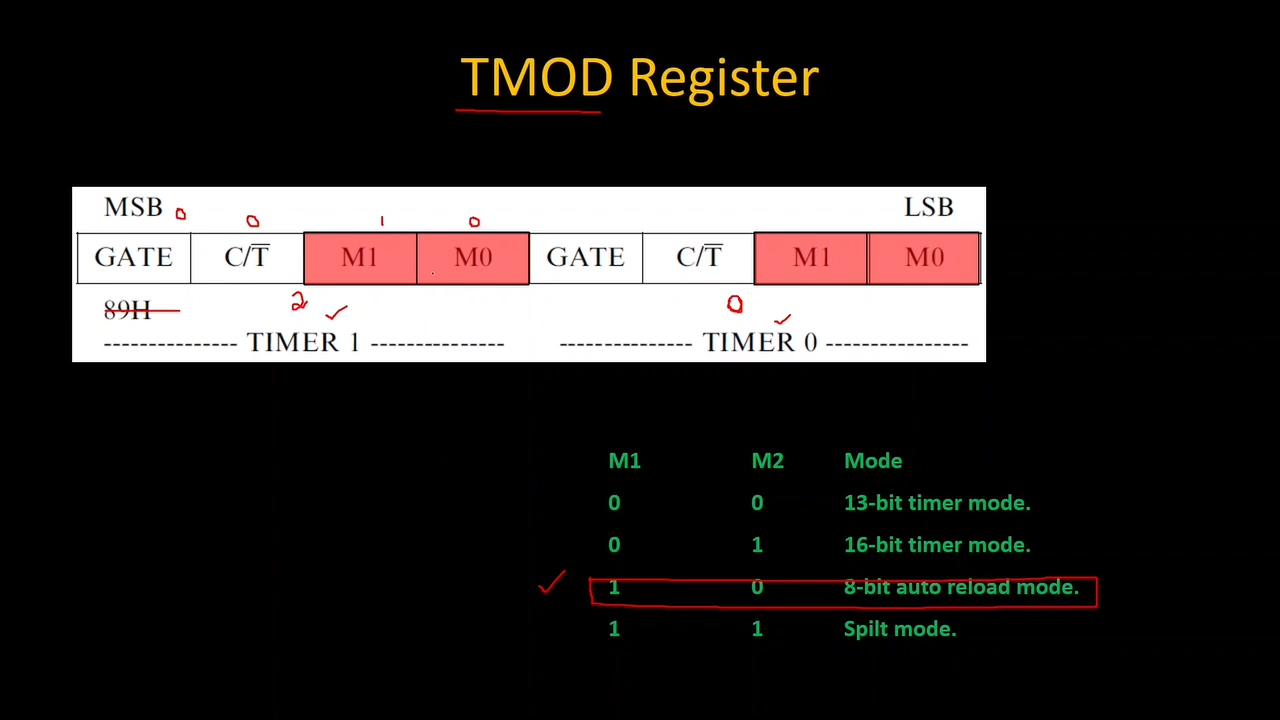 TMOD Register
MSB LSB
0 0 1 0
GATE C/T̅ M1 M0 GATE C/T̅ M1 M0
89H 2 0
--------------- TIMER 1 --------------- --------------- TIMER 0 ---------------
M1 M2 Mode
0 0 13-bit timer mode.
0 1 16-bit timer mode.
1 0 8-bit auto reload mode.
1 1 Spilt mode.